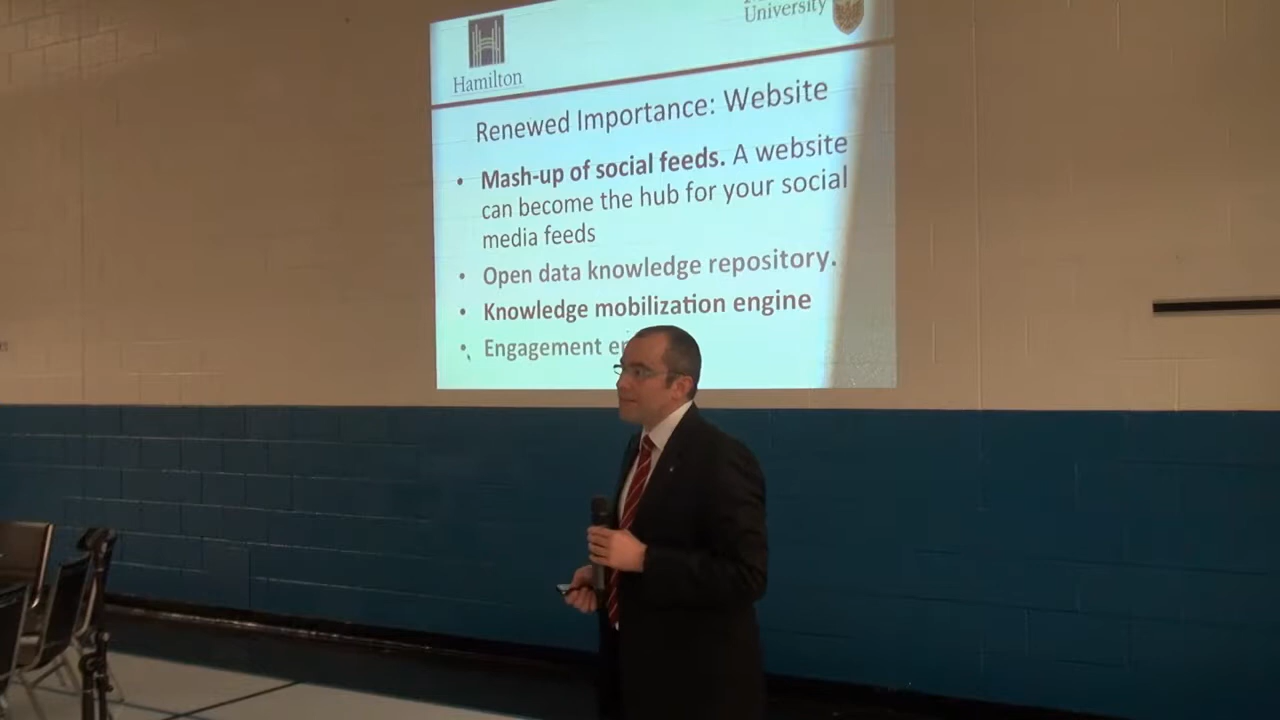 Hamilton
University
Renewed Importance: Website
• Mash-up of social feeds. A website
can become the hub for your social
media feeds
• Open data knowledge repository.
• Knowledge mobilization engine
• Engagement